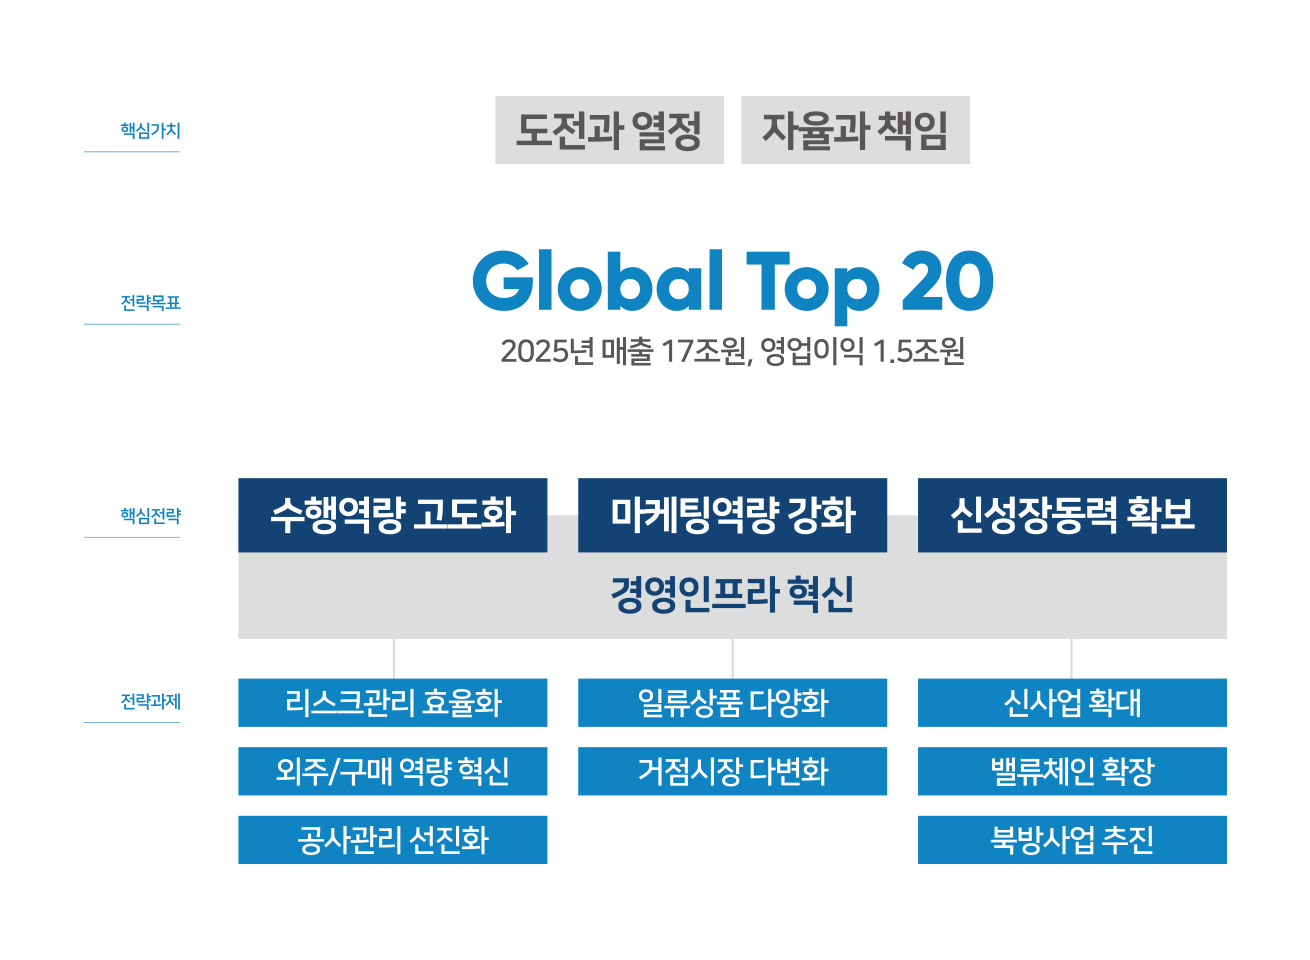 핵심가치
도전과 열정
자율과 책임
전략목표
Global Top 20
2025년 매출 17조원, 영업이익 1.5조원
핵심전략
수행역량 고도화
마케팅역량 강화
신성장동력 확보
경영인프라 혁신
전략과제
리스크관리 효율화
일류상품 다양화
신사업 확대
외주/구매 역량 혁신
거점시장 다변화
밸류체인 확장
공사관리 선진화
북방사업 추진